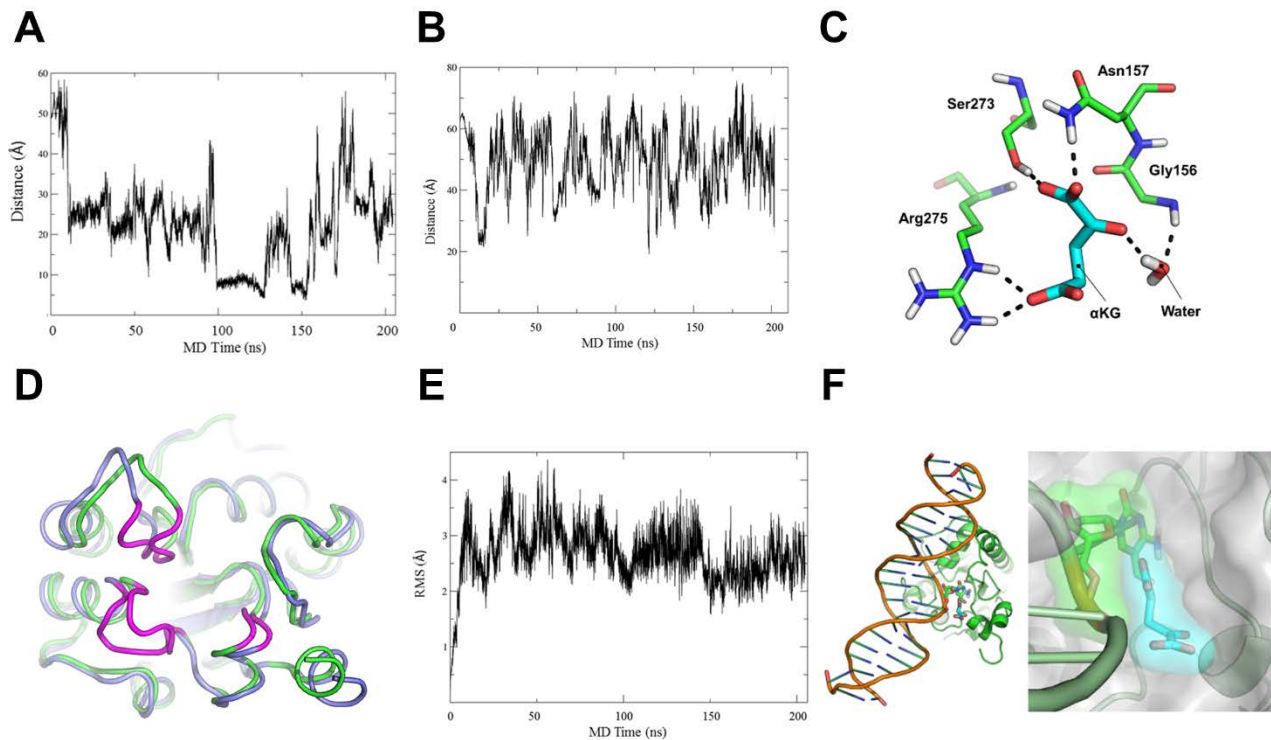 A
B
C
Distance (Å)
60
50
40
30
20
10
0
0
50
100
150
200
MD Time (ns)
Distance (Å)
80
60
40
20
0
50
100
150
200
MD Time (ns)
Asn157
Ser273
Gly156
Arg275
αKG
Water
D
E
F
RMS (Å)
4
3
2
1
0
50
100
150
200
MD Time (ns)